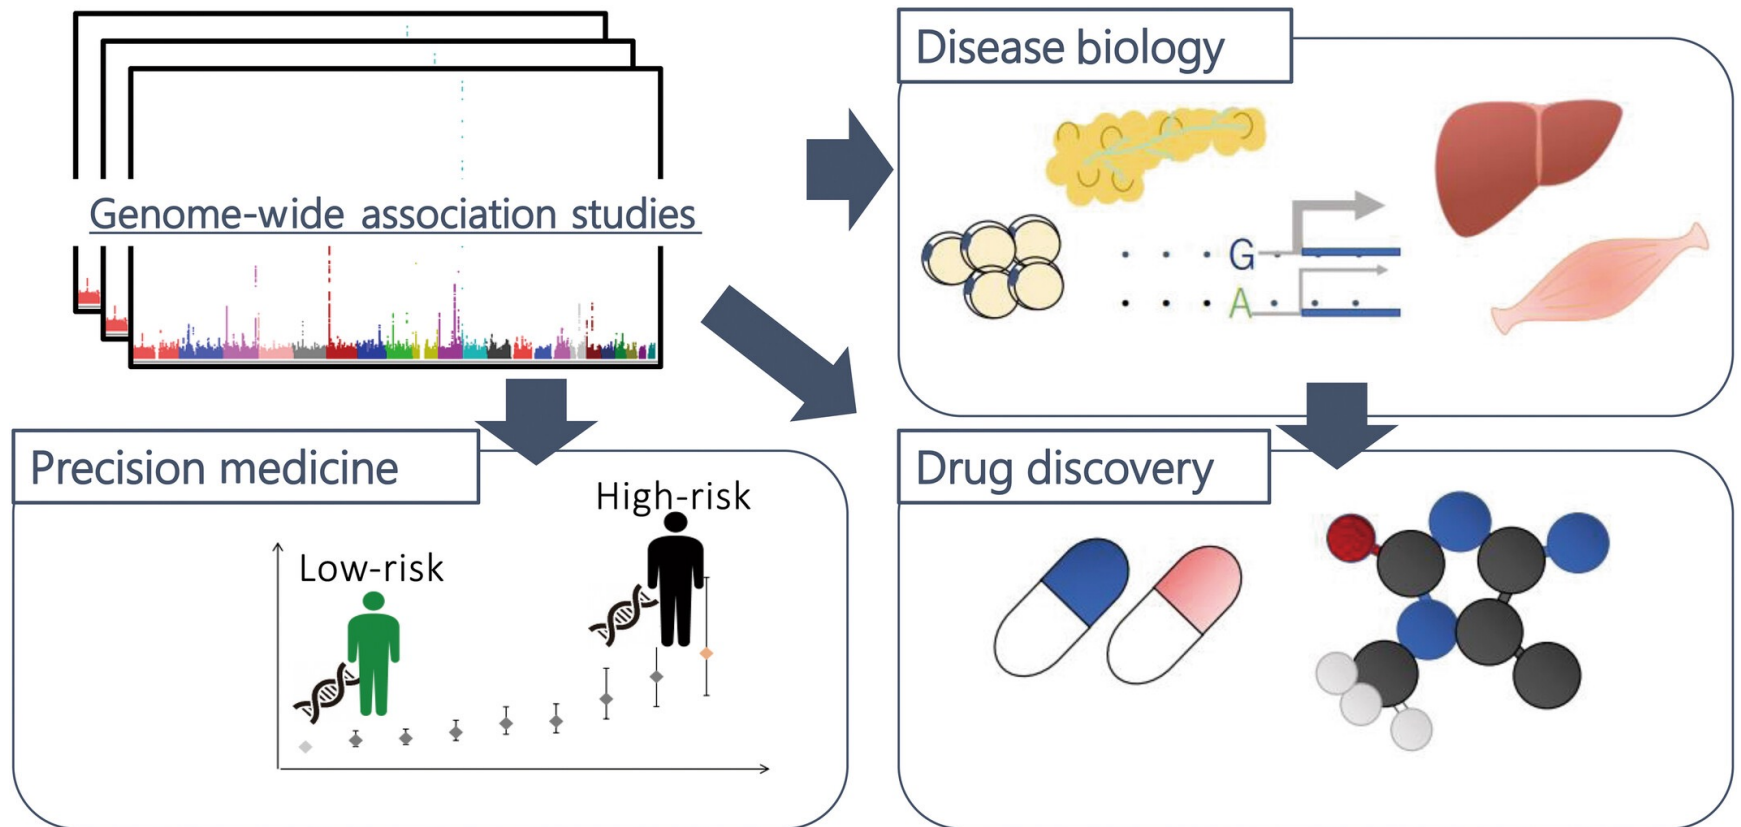 Genome-wide association studies
Disease biology
G
A
Precision medicine
Low-risk
High-risk
Drug discovery